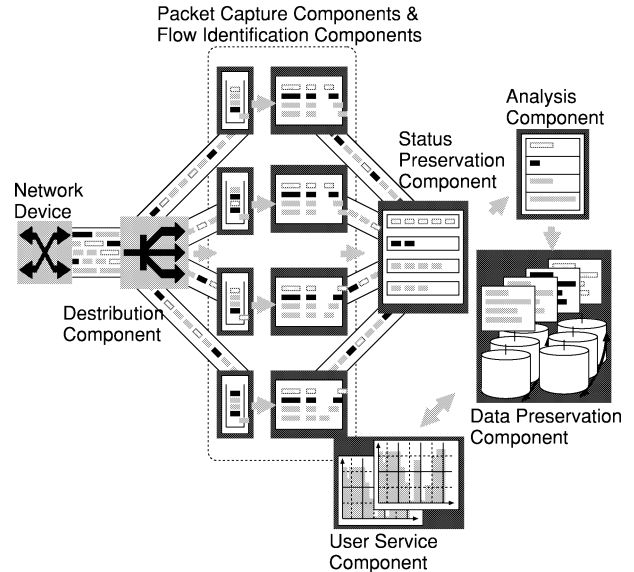 Packet Capture Components &
Flow Identification Components
Analysis
Component
Status
Preservation
Component
Network
Device
Destribution
Component
Data Preservation
Component
User Service
Component